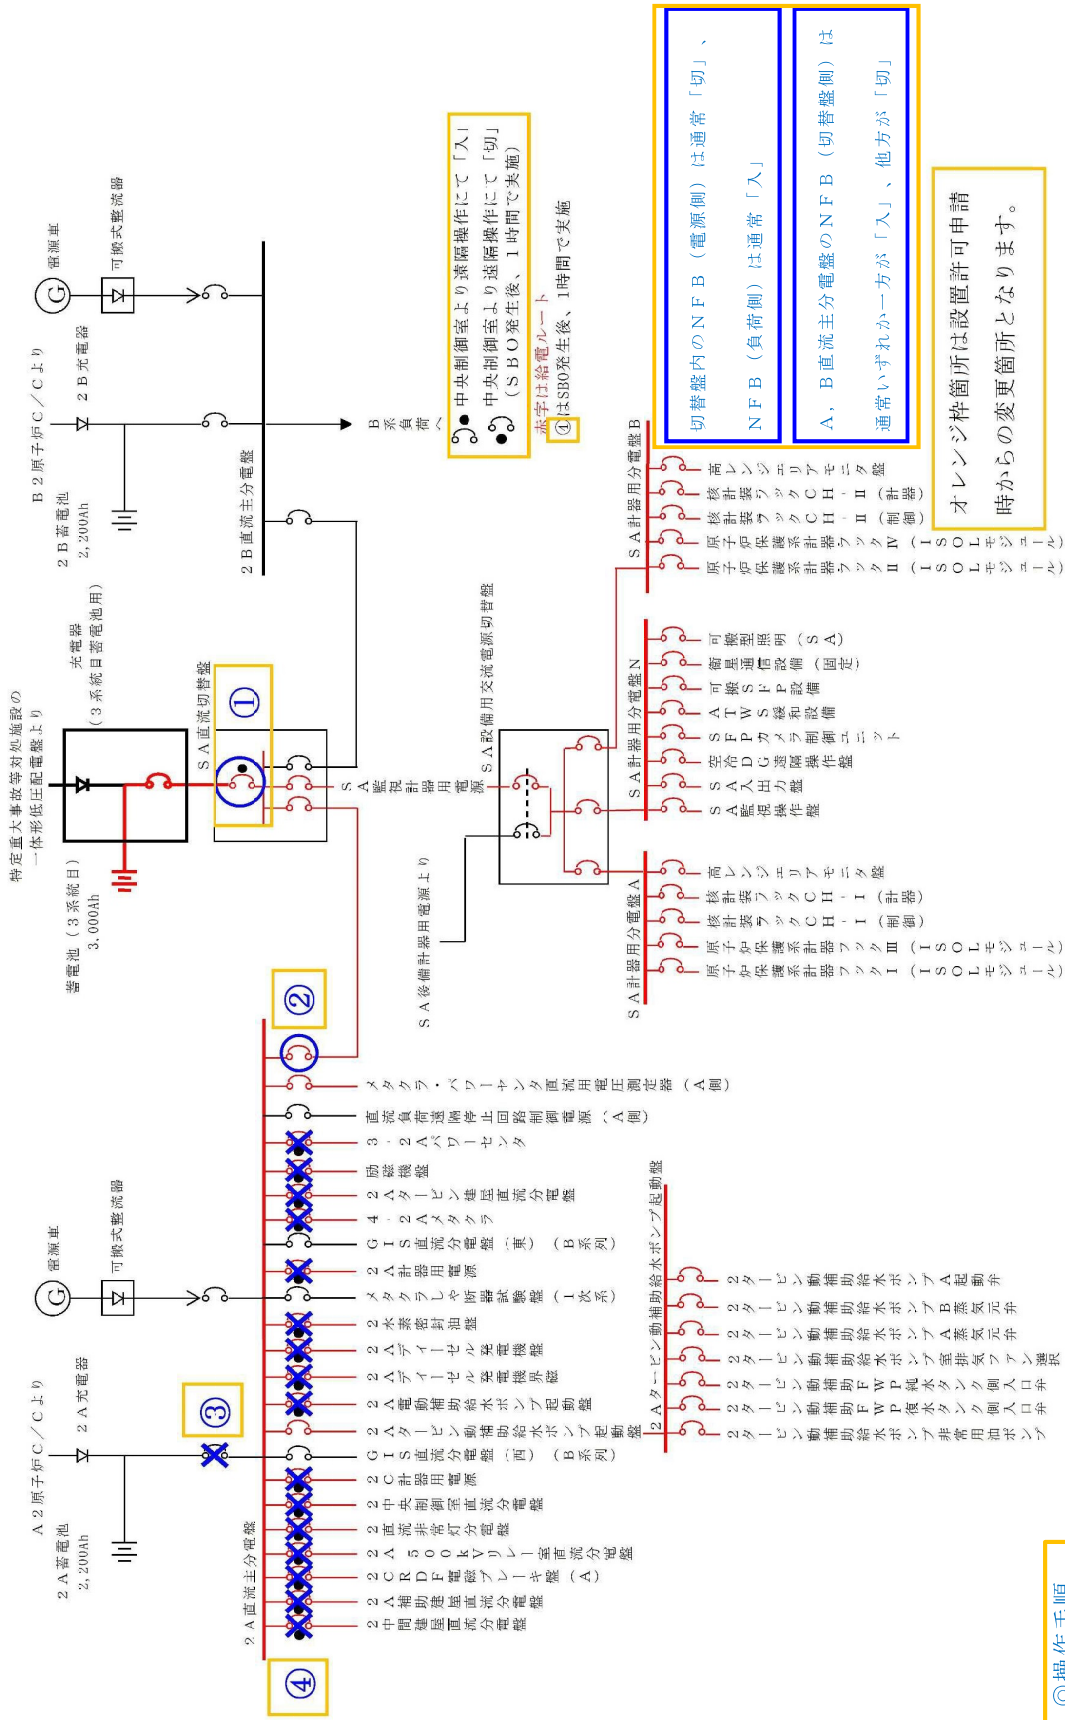 特定重大事故等対処施設の
一体形低圧配電盤より
充電器
(3系統目蓄電池用)
蓄電池(3系統目)
3,000Ah
SA直流切替盤
①
A2原子炉C/Cより
2A充電器
2A蓄電池
2,200Ah
電源車
G
可搬式整流器
③
2A直流主分電盤
②
④
B2原子炉C/Cより
2B充電器
2B蓄電池
2,200Ah
電源車
G
可搬式整流器
2B直流主分電盤
B系負荷へ
中央制御室より遠隔操作にて「入」
中央制御室より遠隔操作にて「切」
(SBO発生後、1時間で実施)
赤字は給電ルート
④はSBO発生後、1時間で実施
2中間建屋直流分電盤
2A補助建屋直流分電盤
2CRDF電磁ブレーキ盤(A)
2A 500kVリレー室直流分電盤
2直流非常灯分電盤
2中央制御室直流分電盤
2C計器用電源
GIS直流分電盤(西)(B系列)
2Aタービン動補助給水ポンプ起動盤
2A電動補助給水ポンプ起動盤
2Aディーゼル発電機界磁
2Aディーゼル発電機盤
2水素密封油盤
メタクラしゃ断器試験盤(1次系)
2A計器用電源
GIS直流分電盤(東)(B系列)
4-2Aメタクラ
2Aタービン建屋直流分電盤
励磁機盤
3-2Aパワーセンタ
直流負荷遠隔停止回路制御電源(A側)
メタクラ・パワーセンタ直流用電圧測定器(A側)
SA監視計器用電源
SA後備計器用電源より
SA設備用交流電源切替盤
2Aタービン動補助給水ポンプ起動盤
2タービン動補助給水ポンプ非常用油ポンプ
2タービン動補助FWP復水タンク側入口弁
2タービン動補助FWP純水タンク側入口弁
2タービン動補助給水ポンプ室排気ファン選択
2タービン動補助給水ポンプA蒸気元弁
2タービン動補助給水ポンプB蒸気元弁
2タービン動補助給水ポンプA起動弁
SA計器用分電盤A
原子炉保護系計器ラックⅠ(ISOLモジュール)
原子炉保護系計器ラックⅢ(ISOLモジュール)
核計装ラックCH-Ⅰ(制御)
核計装ラックCH-Ⅰ(計器)
高レンジエリアモニタ盤
SA計器用分電盤N
SA監視操作盤
SA入出力盤
空冷DG遠隔操作盤
SFPカメラ制御ユニット
ATWS緩和設備
可搬SFP設備
衛星通信設備(固定)
可搬型照明(SA)
SA計器用分電盤B
原子炉保護系計器ラックⅡ(ISOLモジュール)
原子炉保護系計器ラックⅣ(ISOLモジュール)
核計装ラックCH-Ⅱ(制御)
核計装ラックCH-Ⅱ(計器)
高レンジエリアモニタ盤
切替盤内のNFB(電源側)は通常「切」、
NFB(負荷側)は通常「入」
A,B直流主分電盤のNFB(切替盤側)は
通常いずれか一方が「入」、他方が「切」
オレンジ枠箇所は設置許可申請
時からの変更箇所となります。
◎操作手順